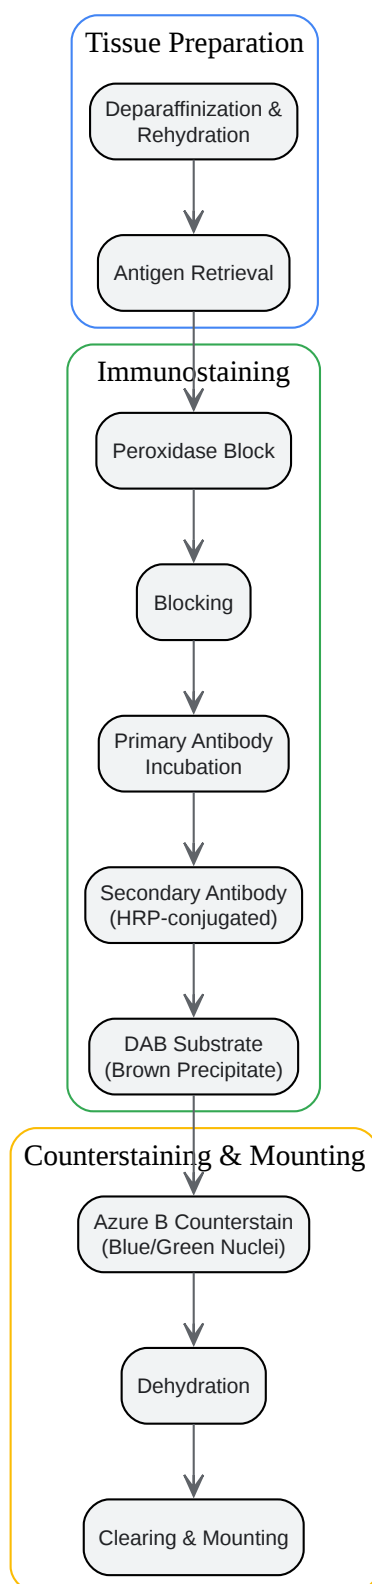 Tissue Preparation
Deparaffinization &
Rehydration
Antigen Retrieval
Immunostaining
Peroxidase Block
Blocking
Primary Antibody
Incubation
Secondary Antibody
(HRP-conjugated)
DAB Substrate
(Brown Precipitate)
Counterstaining & Mounting
Azure B Counterstain
(Blue/Green Nuclei)
Dehydration
Clearing & Mounting